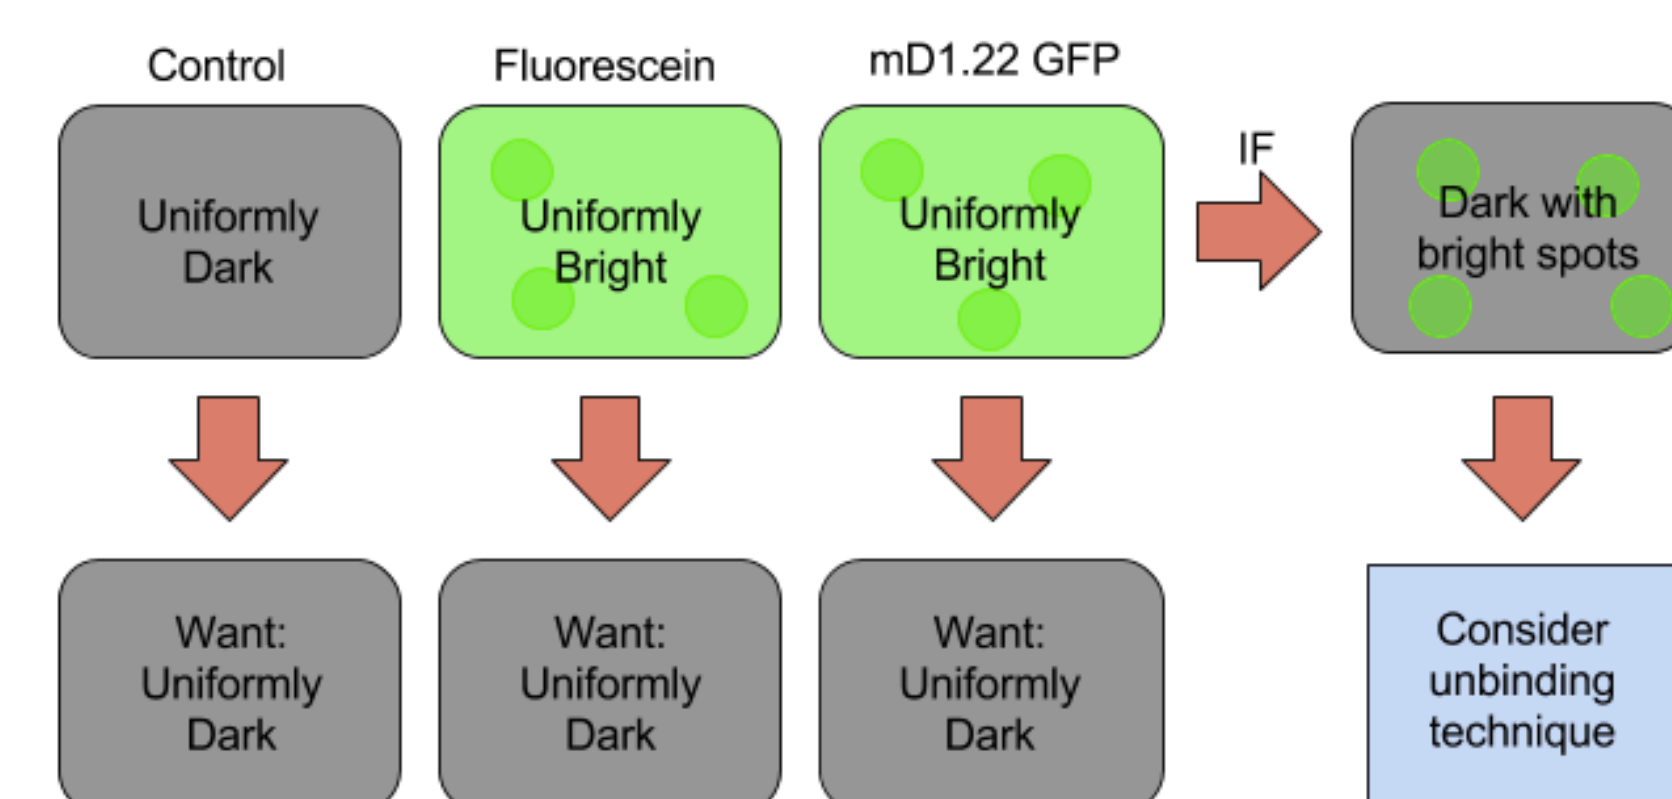 Control
Fluorescein
mD1.22 GFP
Uniformly
Dark
Uniformly
Bright
Uniformly
Bright
IF
Dark with
bright spots
Want:
Uniformly
Dark
Want:
Uniformly
Dark
Want:
Uniformly
Dark
Consider
unbinding
technique